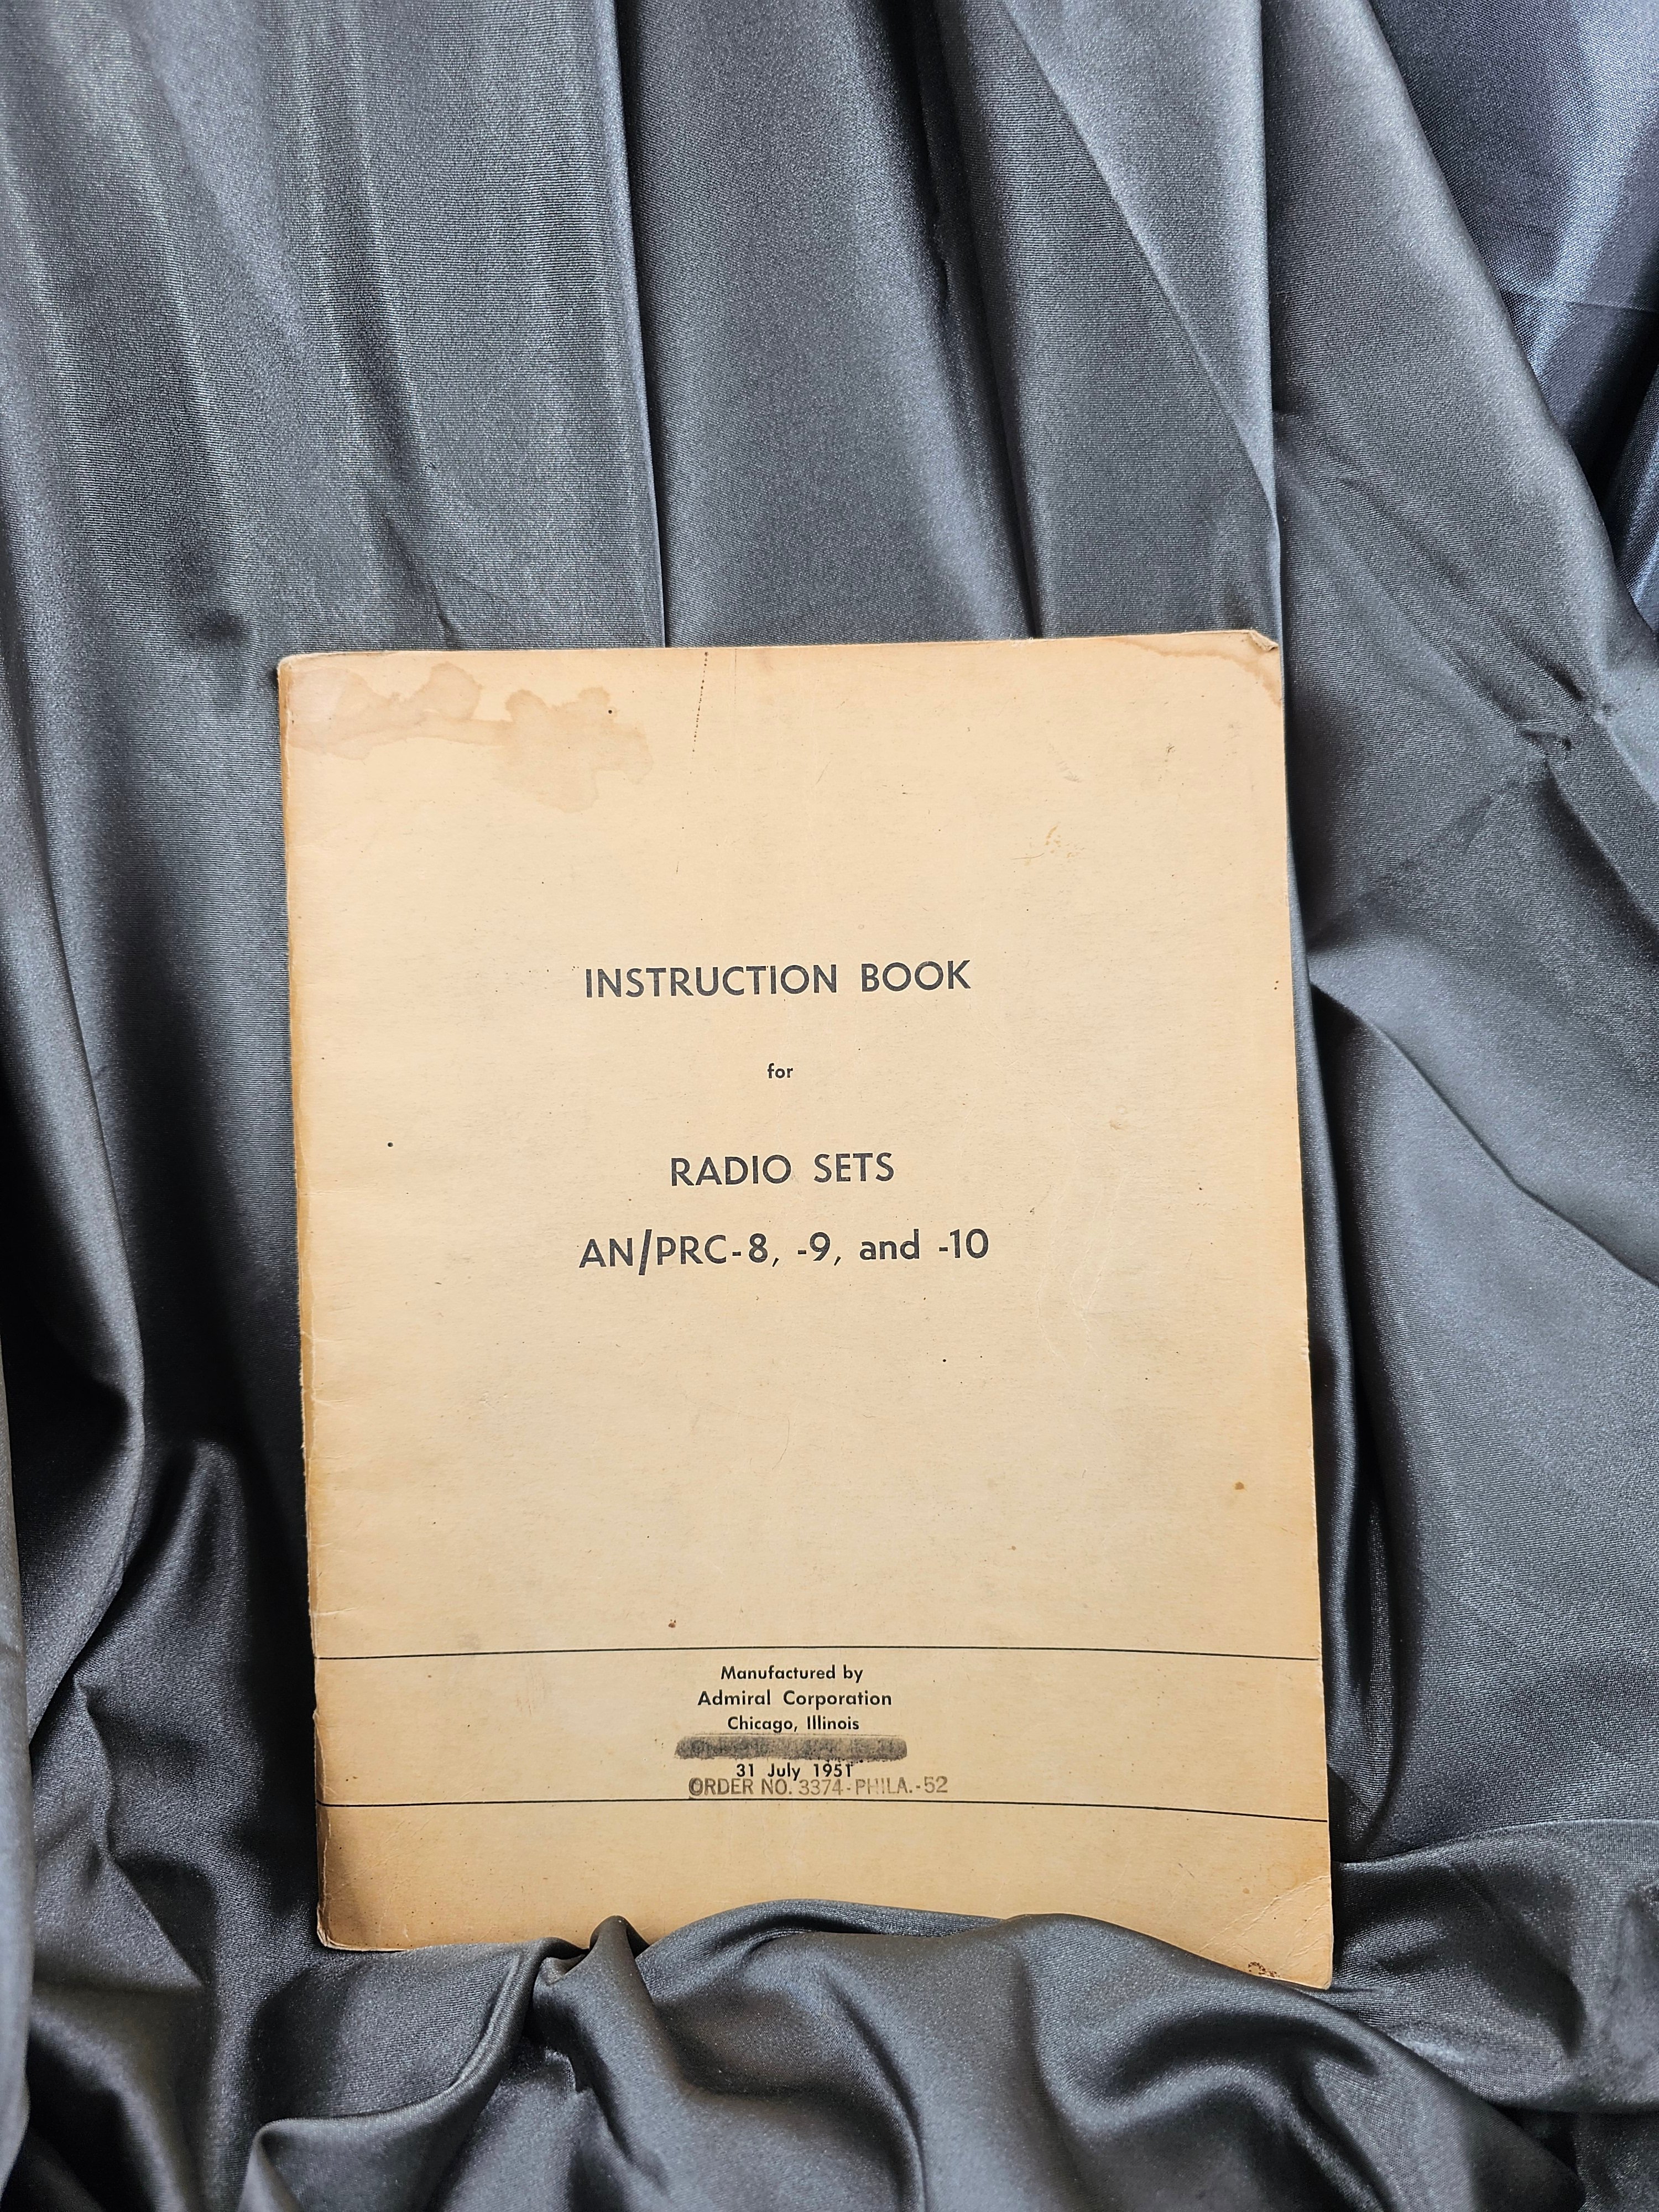 INSTRUCTION BOOK
for
RADIO SETS
AN/PRC-8, -9, and -10
Manufactured by
Admiral Corporation
Chicago, Illinois
31 July 1951
ORDER NO. 3374-PHILA.-52